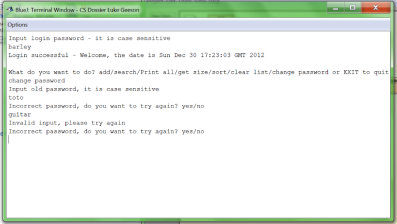 BlueJ: Terminal Window - CS Dossier Luke Geeson
Options
Input login password - it is case sensitive
barley
Login successful - Welcome, the date is Sun Dec 30 17:23:03 GMT 2012
What do you want to do? add/search/Print all/get size/sort/clear list/change password or EXIT to quit
change password
Input old password, it is case sensitive
toto
Incorrect password, do you want to try again? yes/no
guitar
Invalid input, please try again
Incorrect password, do you want to try again? yes/no